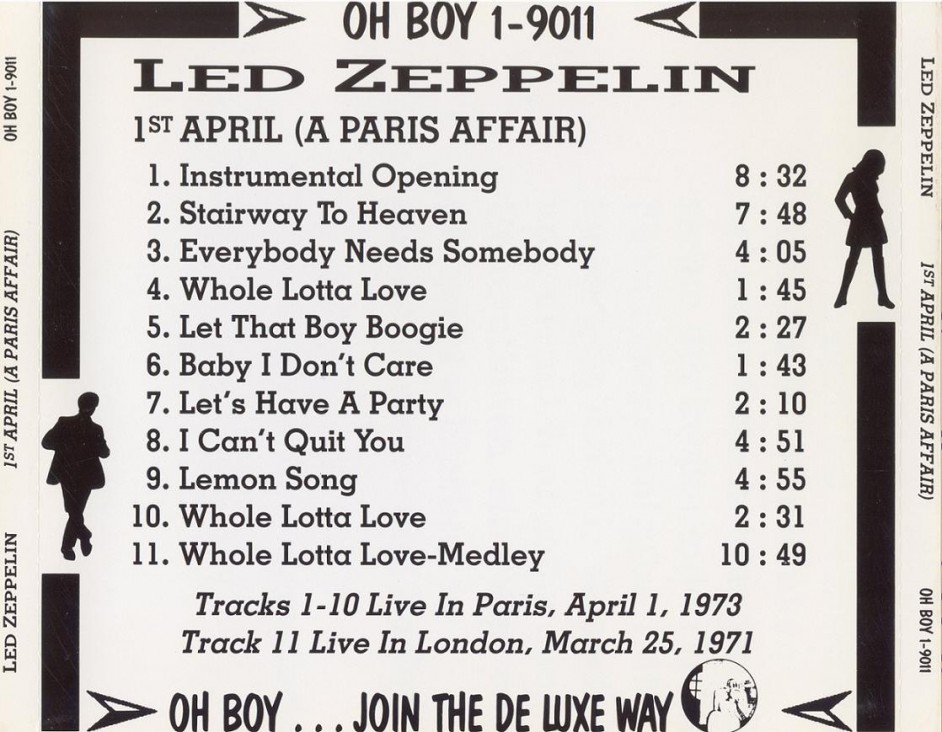 OH BOY 1-9011
LED ZEPPELIN
1ST APRIL (A PARIS AFFAIR)
1. Instrumental Opening 8 : 32
2. Stairway To Heaven 7 : 48
3. Everybody Needs Somebody 4 : 05
4. Whole Lotta Love 1 : 45
5. Let That Boy Boogie 2 : 27
6. Baby I Don't Care 1 : 43
7. Let's Have A Party 2 : 10
8. I Can't Quit You 4 : 51
9. Lemon Song 4 : 55
10. Whole Lotta Love 2 : 31
11. Whole Lotta Love-Medley 10 : 49
Tracks 1-10 Live In Paris, April 1, 1973
Track 11 Live In London, March 25, 1971
OH BOY . . . JOIN THE DE LUXE WAY
LED ZEPPELIN 1ST APRIL (A PARIS AFFAIR) OH BOY 1-9011
LED ZEPPELIN 1ST APRIL (A PARIS AFFAIR) OH BOY 1-9011